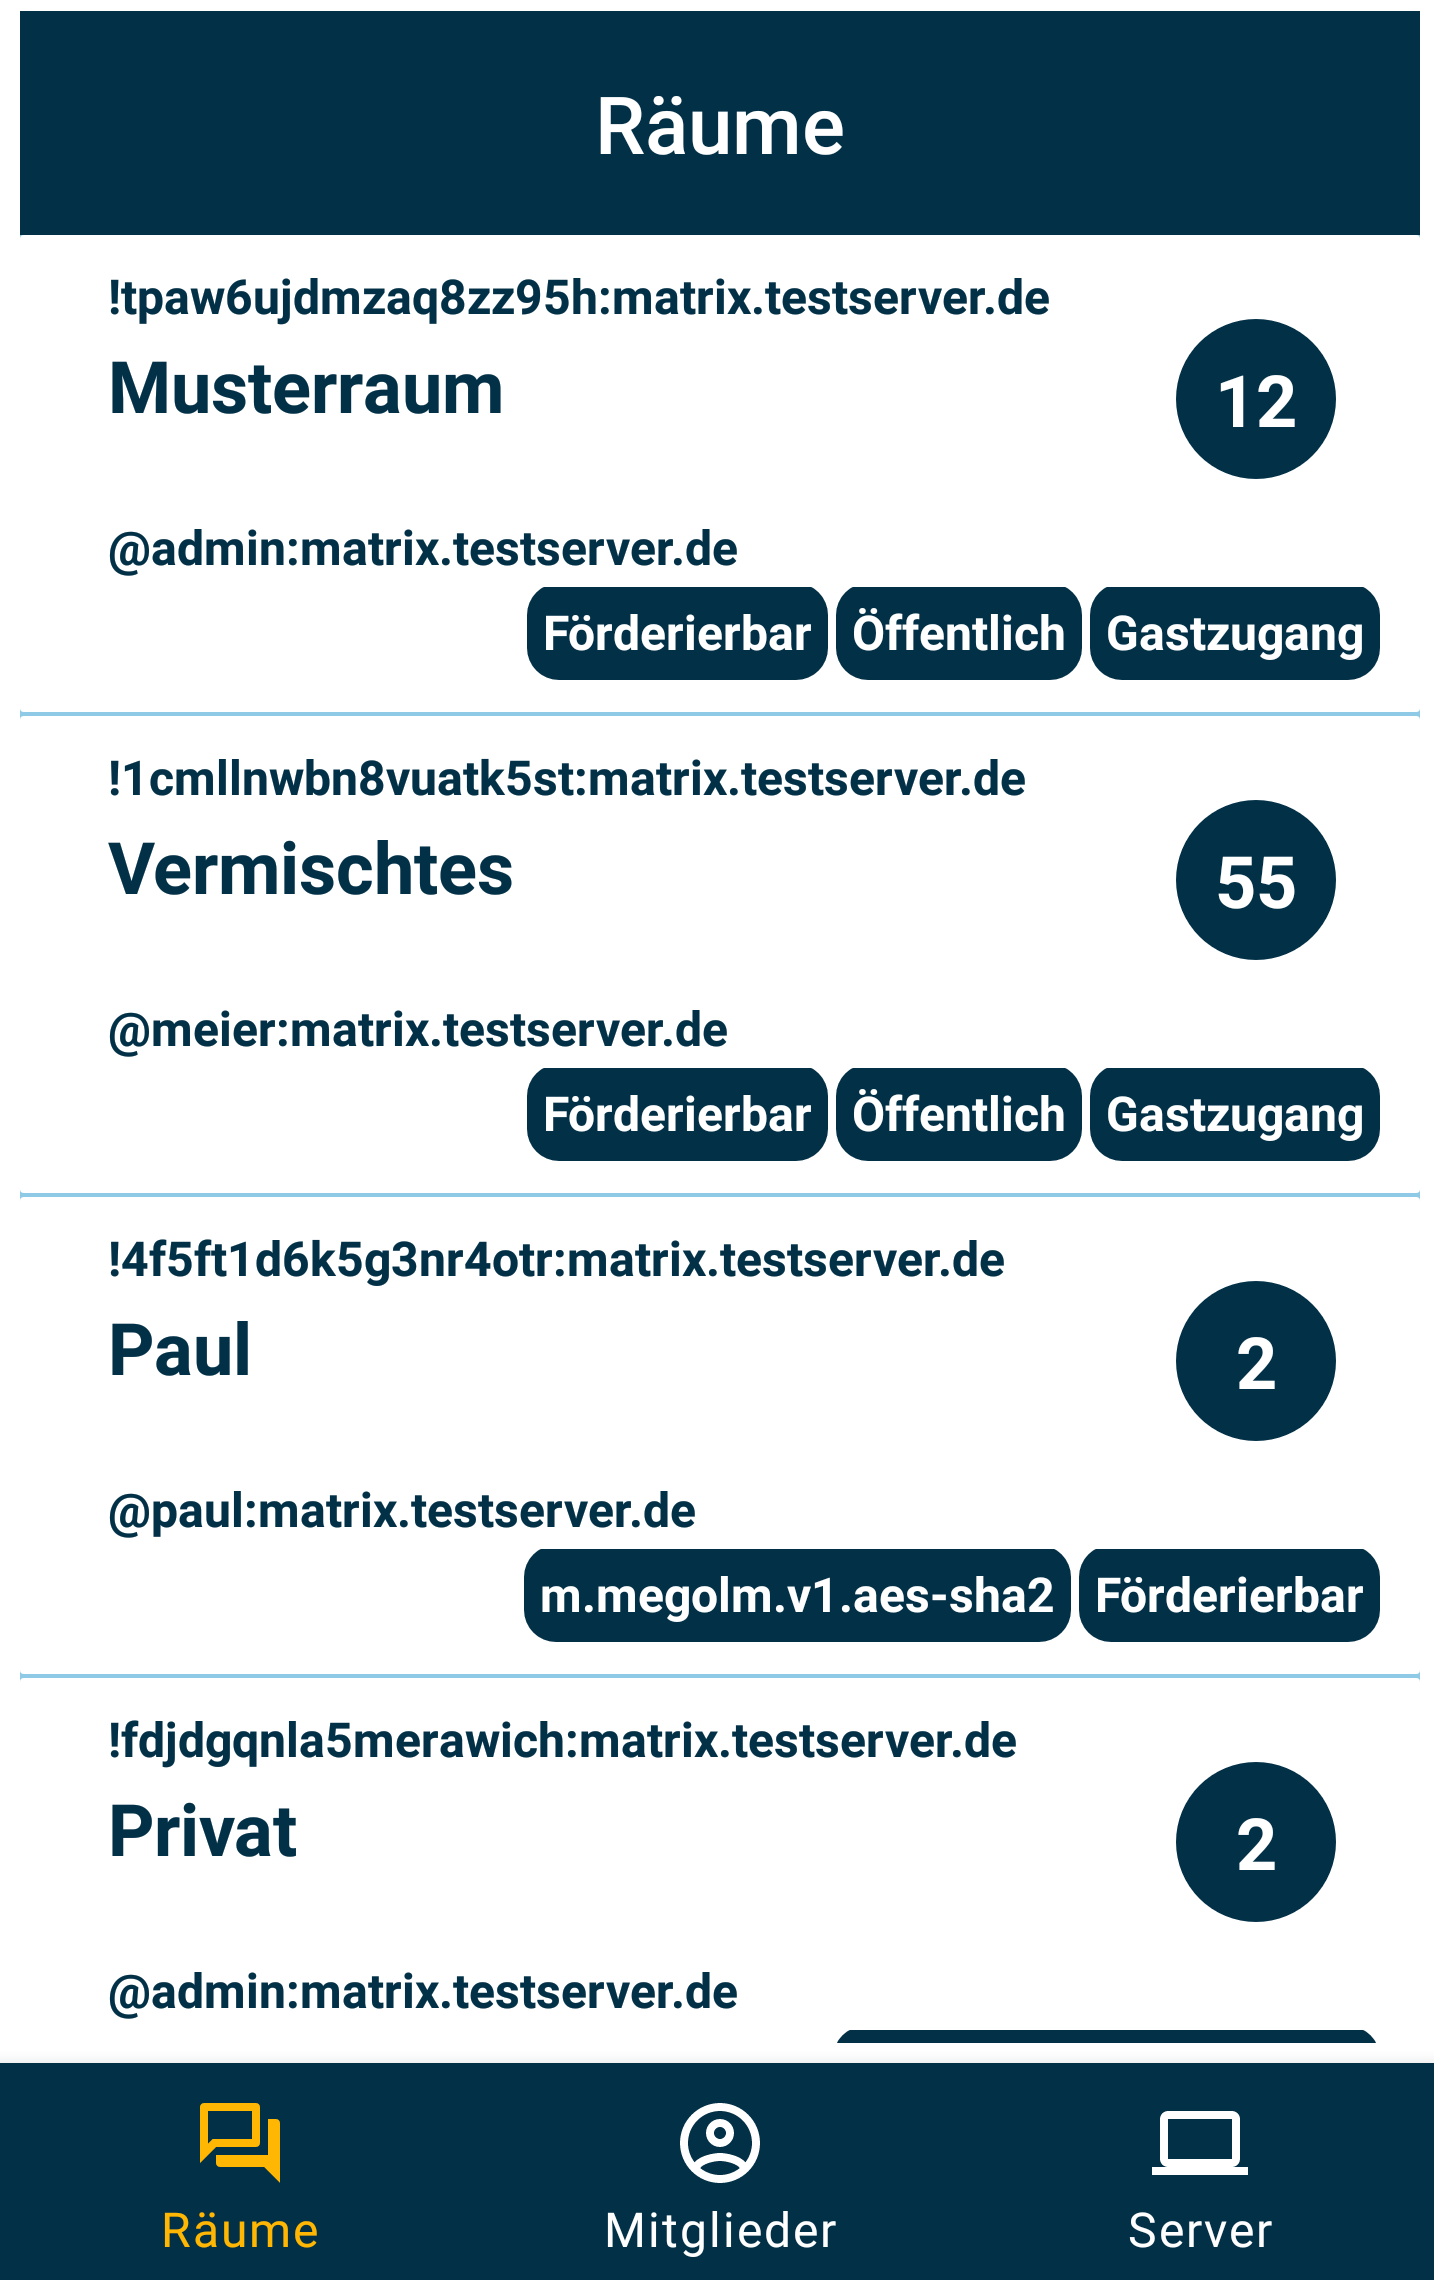 Räume
!tpaw6ujdmzaq8zz95h:matrix.testserver.de
Musterraum
12
@admin:matrix.testserver.de
Förderierbar Öffentlich Gastzugang
!1cmllnwbn8vuatk5st:matrix.testserver.de
Vermischtes
55
@meier:matrix.testserver.de
Förderierbar Öffentlich Gastzugang
!4f5ft1d6k5g3nr4otr:matrix.testserver.de
Paul
2
@paul:matrix.testserver.de
m.megolm.v1.aes-sha2 Förderierbar
!fdjdgqnla5merawich:matrix.testserver.de
Privat
2
@admin:matrix.testserver.de
Räume Mitglieder Server